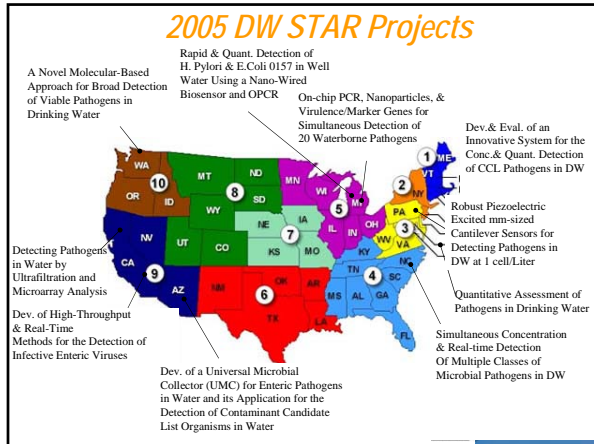 2005 DW STAR Projects
Rapid & Quant. Detection of
H. Pylori & E.Coli 0157 in Well
Water Using a Nano-Wired
Biosensor and OPCR
A Novel Molecular-Based
Approach for Broad Detection
of Viable Pathogens in
Drinking Water
On-chip PCR, Nanoparticles, &
Virulence/Marker Genes for
Simultaneous Detection of
20 Waterborne Pathogens
Dev.& Eval. of an
Innovative System for the
Conc.& Quant. Detection
of CCL Pathogens in DW
Robust Piezoelectric
Excited mm-sized
Cantilever Sensors for
Detecting Pathogens in
DW at 1 cell/Liter
Quantitative Assessment of
Pathogens in Drinking Water
Simultaneous Concentration
& Real-time Detection
Of Multiple Classes of
Microbial Pathogens in DW
Detecting Pathogens
in Water by
Ultrafiltration and
Microarray Analysis
Dev. of High-Throughput
& Real-Time
Methods for the Detection of
Infective Enteric Viruses
Dev. of a Universal Microbial
Collector (UMC) for Enteric Pathogens
in Water and its Application for the
Detection of Contaminant Candidate
List Organisms in Water
WA
OR
ID
10
MT
ND
SD
WY
UT
CO
8
MN
WI
MI
IL
IN
OH
5
NE
IA
KS
MO
7
NV
CA
AZ
9
NM
OK
AR
TX
LA
6
KY
TN
NC
SC
MS
AL
GA
FL
4
PA
WV
VA
3
NY
2
ME
VT
1